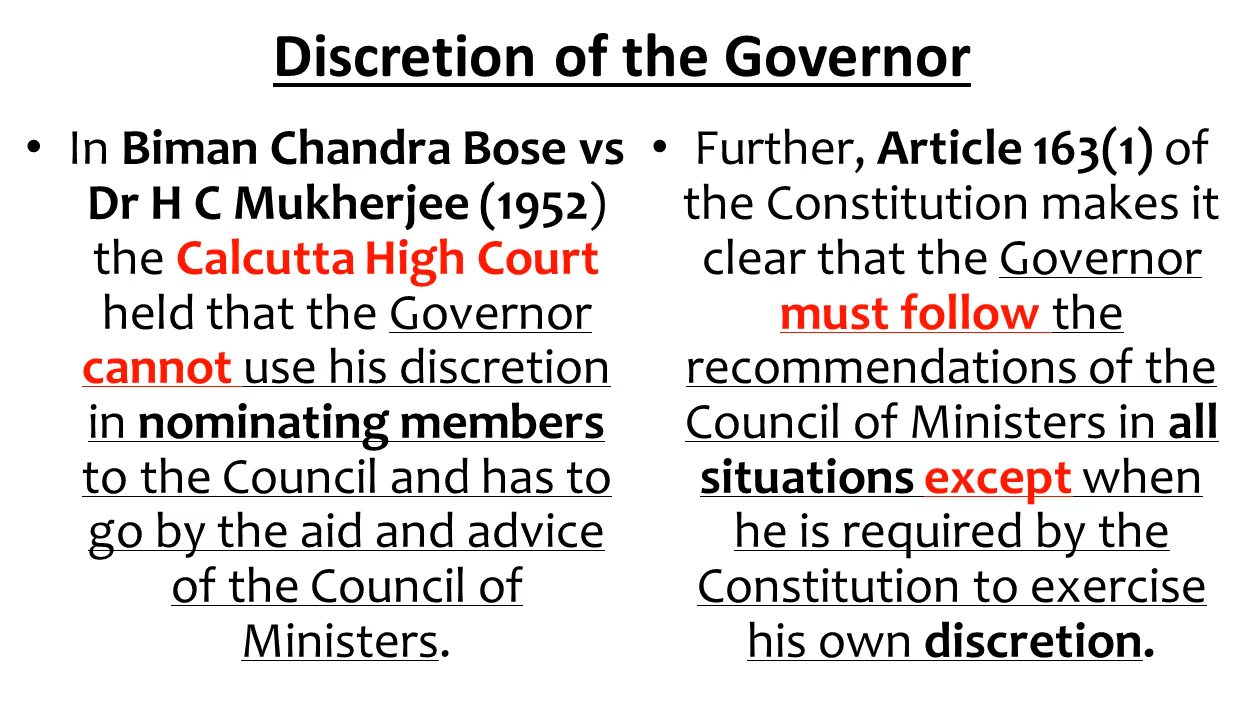 Discretion of the Governor
• In Biman Chandra Bose vs
Dr H C Mukherjee (1952)
the Calcutta High Court
held that the Governor
cannot use his discretion
in nominating members
to the Council and has to
go by the aid and advice
of the Council of
Ministers.
• Further, Article 163(1) of
the Constitution makes it
clear that the Governor
must follow the
recommendations of the
Council of Ministers in all
situations except when
he is required by the
Constitution to exercise
his own discretion.